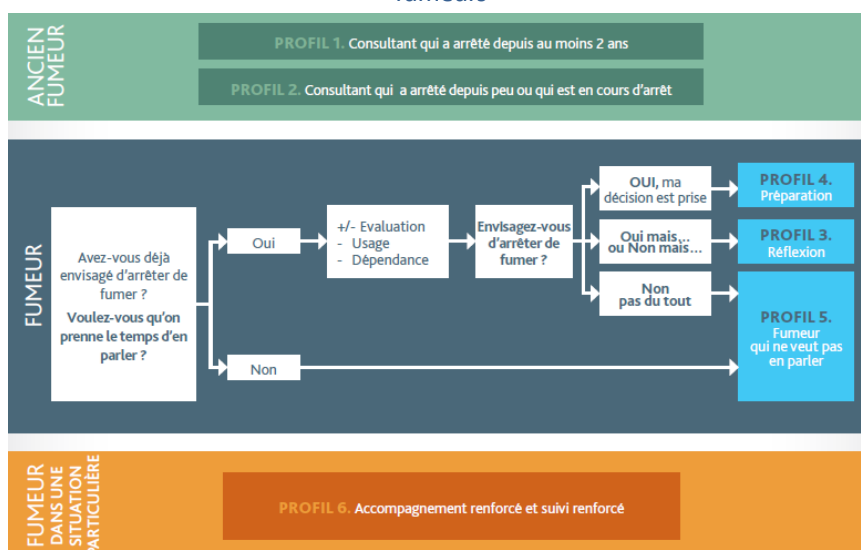 fumeurs
ANCIEN
FUMEUR
PROFIL 1. Consultant qui a arrêté depuis au moins 2 ans
PROFIL 2. Consultant qui a arrêté depuis peu ou qui est en cours d'arrêt
FUMEUR
Avez-vous déjà
envisagé d'arrêter de
fumer ?
Voulez-vous qu'on
prenne le temps d'en
parler ?
Oui
Non
+/- Evaluation
- Usage
- Dépendance
Envisagez-vous
d'arrêter de
fumer ?
OUI, ma
décision est prise
Oui mais...
ou Non mais...
Non
pas du tout
PROFIL 4.
Préparation
PROFIL 3.
Réflexion
PROFIL 5.
Fumeur
qui ne veut pas
en parler
FUMEUR
DANS UNE
SITUATION
PARTICULIÈRE
PROFIL 6. Accompagnement renforcé et suivi renforcé